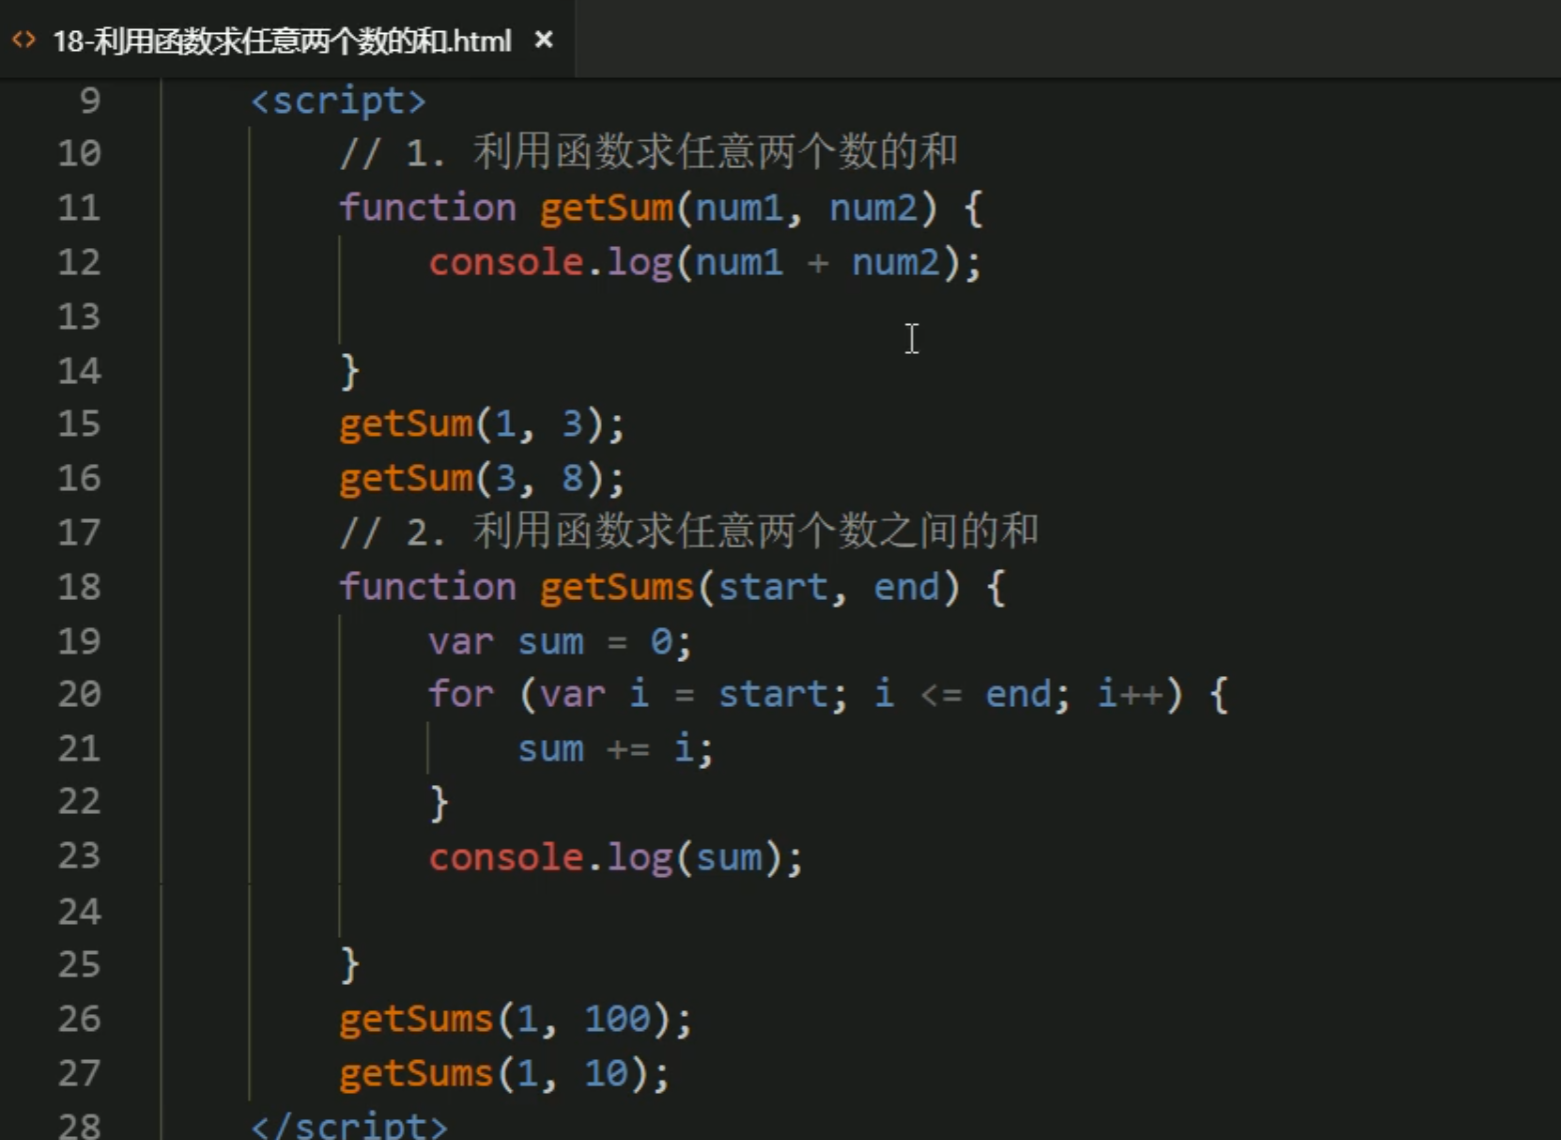 18-利用函数求任意两个数的和.html ×
9 <script>
10 // 1. 利用函数求任意两个数的和
11 function getSum(num1, num2) {
12 console.log(num1 + num2);
13
14 }
15 getSum(1, 3);
16 getSum(3, 8);
17 // 2. 利用函数求任意两个数之间的和
18 function getSums(start, end) {
19 var sum = 0;
20 for (var i = start; i <= end; i++) {
21 sum += i;
22 }
23 console.log(sum);
24
25 }
26 getSums(1, 100);
27 getSums(1, 10);
28 </script>